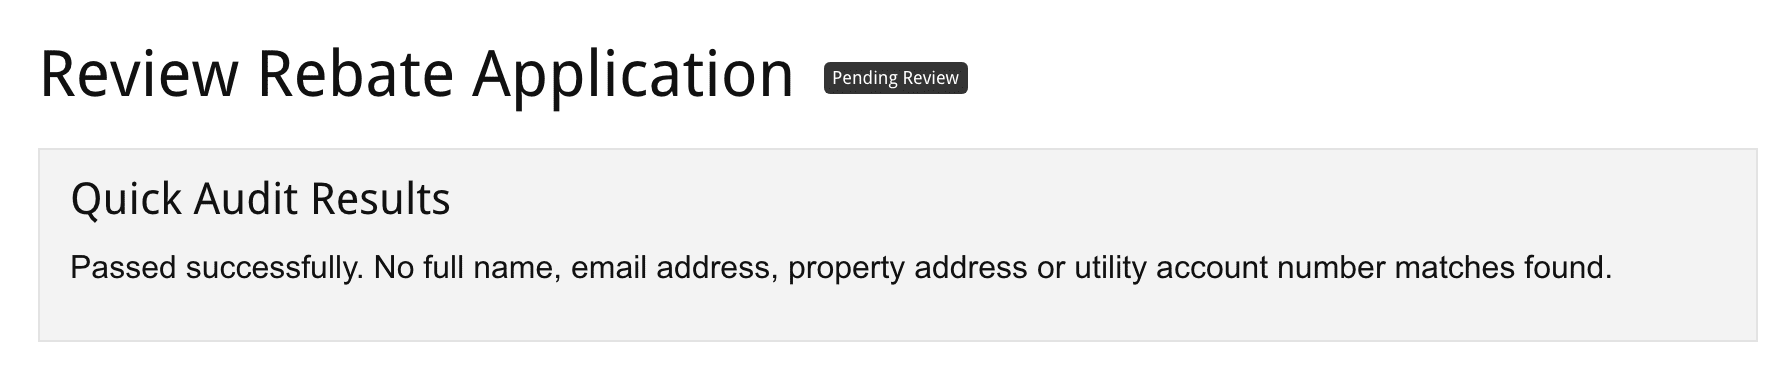 Review Rebate Application Pending Review
Quick Audit Results
Passed successfully. No full name, email address, property address or utility account number matches found.